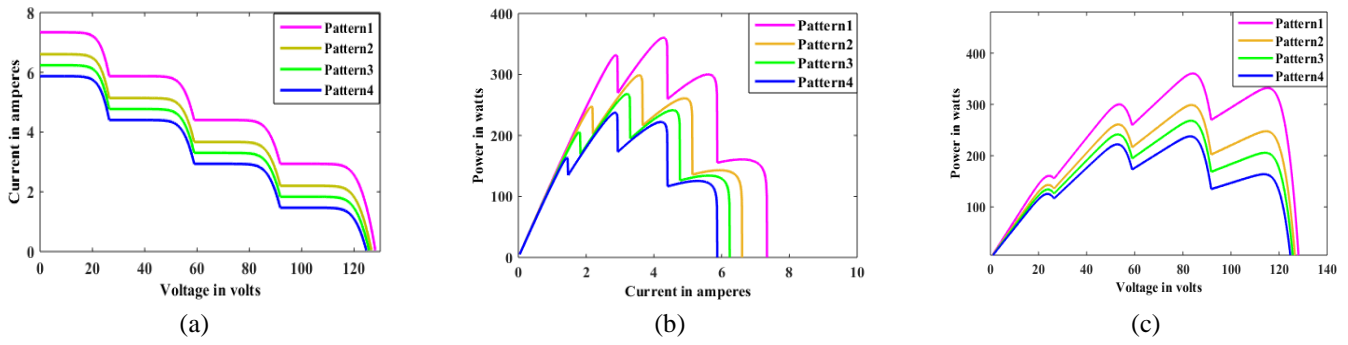 Current in amperes
8
6
4
2
0
0 20 40 60 80 100 120
Voltage in volts
Pattern1
Pattern2
Pattern3
Pattern4
(a)
Power in watts
400
300
200
100
0
0 2 4 6 8 10
Current in amperes
Pattern1
Pattern2
Pattern3
Pattern4
(b)
Power in watts
400
300
200
100
0 20 40 60 80 100 120 140
Voltage in volts
Pattern1
Pattern2
Pattern3
Pattern4
(c)